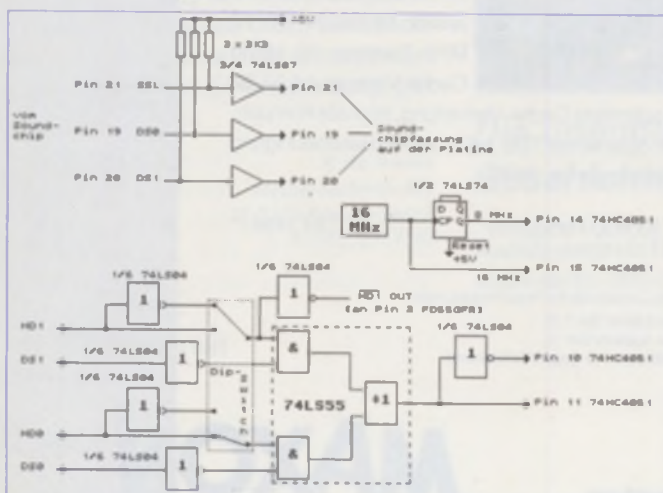 +5V
3 * 3KΩ
3/4 74LS07
Pin 21 SSL
Pin 21
vom Sound-chip
Pin 19 DS0
Pin 19
Sound-chipfassung auf der Platine
Pin 20 DS1
Pin 20
1/2 74LS74
16 MHz
D Q
CP Q
8 MHz
Pin 14 74HC4051
Reset
+5V
16 MHz
Pin 15 74HC4051
1/6 74LS04
1/6 74LS04
1
1
HD1 OUT
(an Pin 2 FDSSOFR)
1/6 74LS04
HD1
1/6 74LS04
&
1
Pin 10 74HC4051
DS1
1
1/6 74LS04
Dip-Switch
74LS55
≥1
Pin 11 74HC4051
1
HD0
1/6 74LS04
&
DS0
1